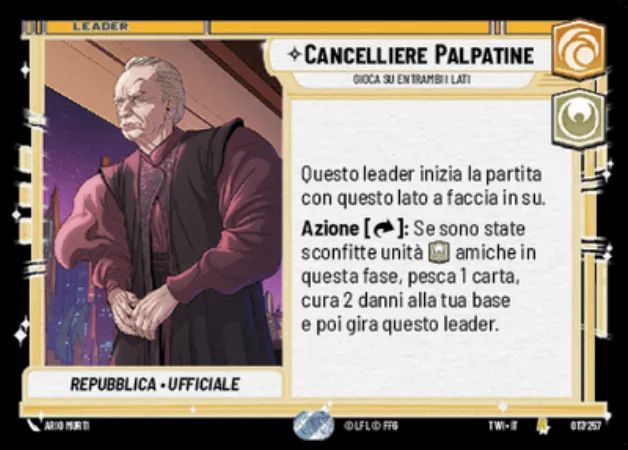 LEADER
CANCELLIERE PALPATINE
GIOCA SU ENTRAMBI I LATI
Questo leader inizia la partita
con questo lato a faccia in su.
Azione [ ]: Se sono state
sconfitte unità amiche in
questa fase, pesca 1 carta,
cura 2 danni alla tua base
e poi gira questo leader.
REPUBBLICA • UFFICIALE
ARIO MURTI
© LFL © FFG
TWI • IT
017/257